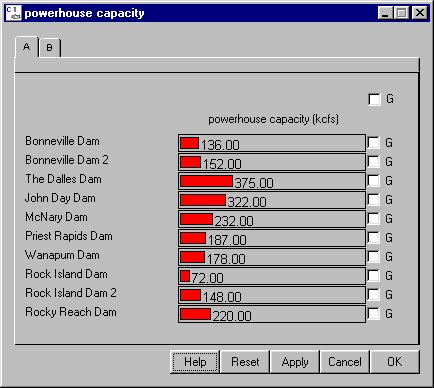 powerhouse capacity
A B
G
powerhouse capacity (kcfs)
Bonneville Dam 136.00 G
Bonneville Dam 2 152.00 G
The Dalles Dam 375.00 G
John Day Dam 322.00 G
McNary Dam 232.00 G
Priest Rapids Dam 187.00 G
Wanapum Dam 178.00 G
Rock Island Dam 72.00 G
Rock Island Dam 2 148.00 G
Rocky Reach Dam 220.00 G
Help Reset Apply Cancel OK